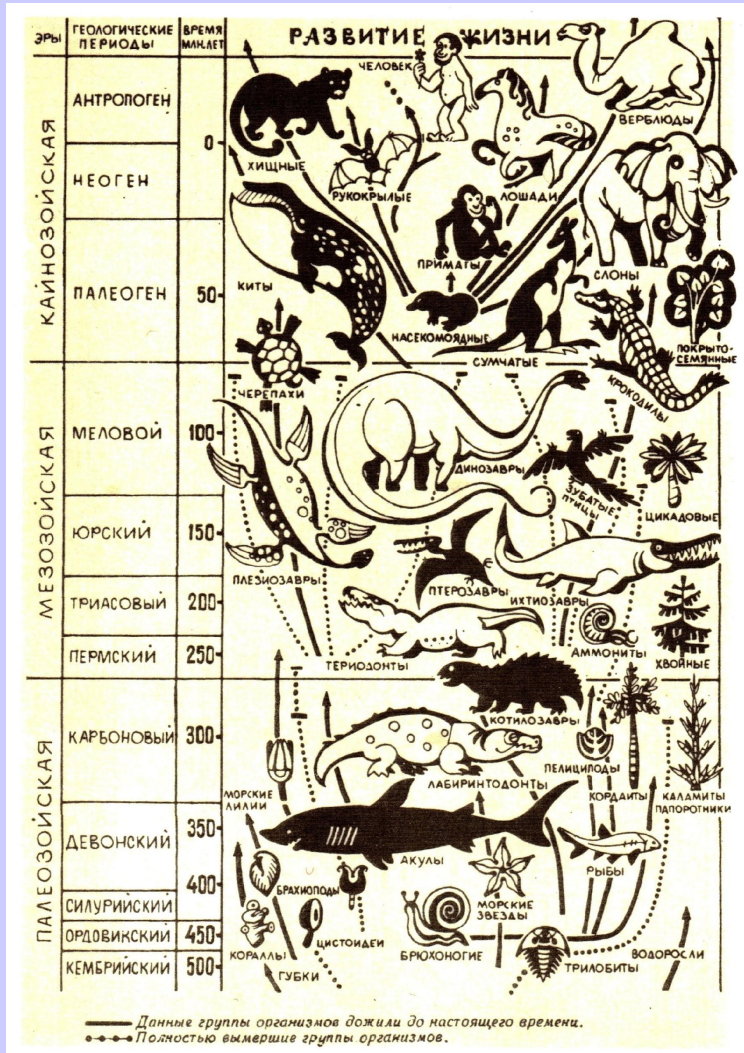 ЭРЫ
ГЕОЛОГИЧЕСКИЕ
ПЕРИОДЫ
ВРЕМЯ
МЛН.ЛЕТ
РАЗВИТИЕ ЖИЗНИ
КАЙНОЗОЙСКАЯ
АНТРОПОГЕН
0
НЕОГЕН
ПАЛЕОГЕН
50
ЧЕЛОВЕК
ВЕРБЛЮДЫ
ХИЩНЫЕ
РУКОКРЫЛЫЕ
ЛОШАДИ
ПРИМАТЫ
СЛОНЫ
КИТЫ
НАСЕКОМОЯДНЫЕ
ПОКРЫТО-
СЕМЯННЫЕ
СУМЧАТЫЕ
КРОКОДИЛЫ
ЧЕРЕПАХИ
МЕЗОЗОЙСКАЯ
МЕЛОВОЙ
100
ЮРСКИЙ
150
ТРИАСОВЫЙ
200
ПЕРМСКИЙ
250
ДИНОЗАВРЫ
ЗУБАТЫЕ
ПТИЦЫ
ЦИКАДОВЫЕ
ПЛЕЗИОЗАВРЫ
ПТЕРОЗАВРЫ
ИХТИОЗАВРЫ
АММОНИТЫ
ХВОЙНЫЕ
ТЕРИОДОНТЫ
ПАЛЕОЗОЙСКАЯ
КАРБОНОВЫЙ
300
ДЕВОНСКИЙ
350
400
СИЛУРИЙСКИЙ
ОРДОВИКСКИЙ
450
КЕМБРИЙСКИЙ
500
КОТИЛОЗАВРЫ
ЛАБИРИНТОДОНТЫ
ПЕЛИЦИПОДЫ
МОРСКИЕ
ЛИЛИИ
КОРДАИТЫ
КАЛАМИТЫ
ПАПОРОТНИКИ
АКУЛЫ
РЫБЫ
БРАХИОПОДЫ
МОРСКИЕ
ЗВЕЗДЫ
КОРАЛЛЫ
ЦИСТОИДЕИ
БРЮХОНОГИЕ
ВОДОРОСЛИ
ГУБКИ
ТРИЛОБИТЫ
Данные группы организмов дожили до настоящего времени.
Полностью вымершие группы организмов.